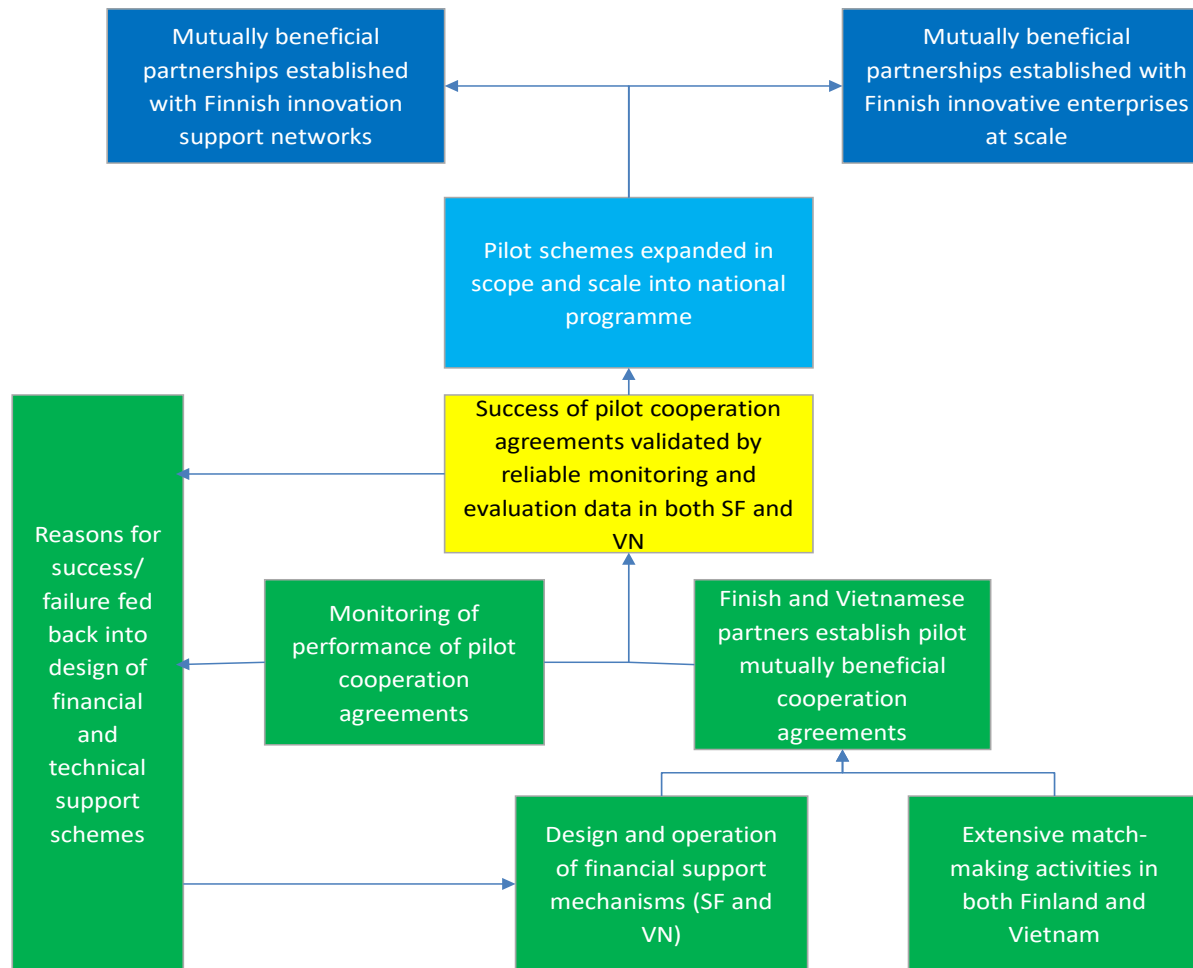 Mutually beneficial
partnerships established
with Finnish innovation
support networks
Mutually beneficial
partnerships established with
Finnish innovative enterprises
at scale
Pilot schemes expanded in
scope and scale into national
programme
Success of pilot cooperation
agreements validated by
reliable monitoring and
evaluation data in both SF and
VN
Reasons for
success/
failure fed
back into
design of
financial
and
technical
support
schemes
Monitoring of
performance of pilot
cooperation
agreements
Finish and Vietnamese
partners establish pilot
mutually beneficial
cooperation
agreements
Design and operation
of financial support
mechanisms (SF and
VN)
Extensive match-
making activities in
both Finland and
Vietnam